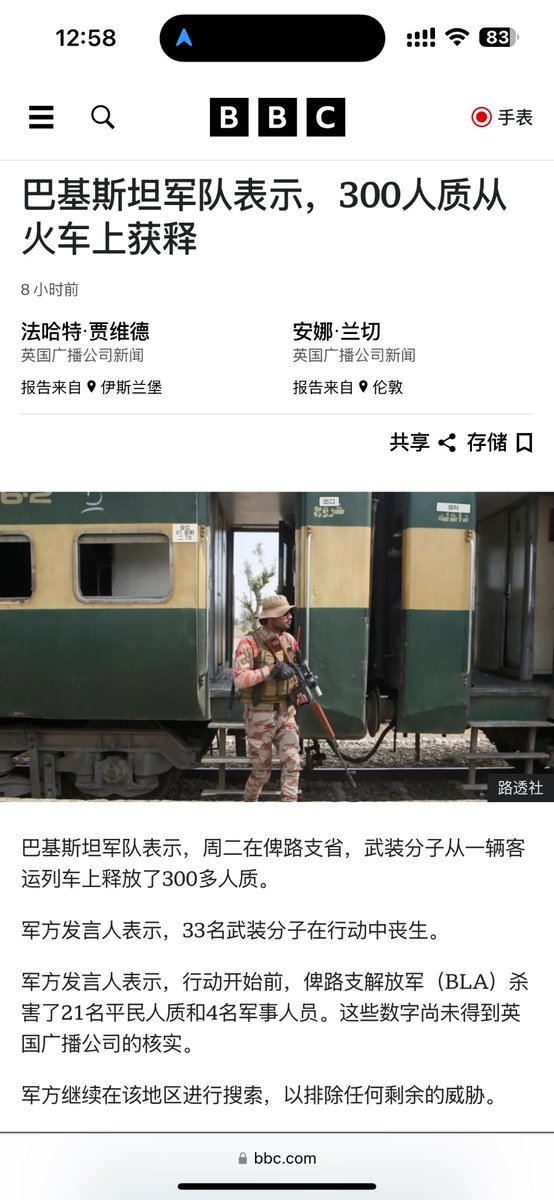 12:58
83
BBC
手表
巴基斯坦军队表示，300人质从
火车上获释
8 小时前
法哈特·贾维德
英国广播公司新闻
报告来自 伊斯兰堡
安娜·兰切
英国广播公司新闻
报告来自 伦敦
共享 存储
6-2
出口
插科
座位
01 星期
二 78
路透社
巴基斯坦军队表示，周二在俾路支省，武装分子从一辆客
运列车上释放了300多人质。
军方发言人表示，33名武装分子在行动中丧生。
军方发言人表示，行动开始前，俾路支解放军（BLA）杀
害了21名平民人质和4名军事人员。这些数字尚未得到英
国广播公司的核实。
军方继续在该地区进行搜索，以排除任何剩余的威胁。
bbc.com